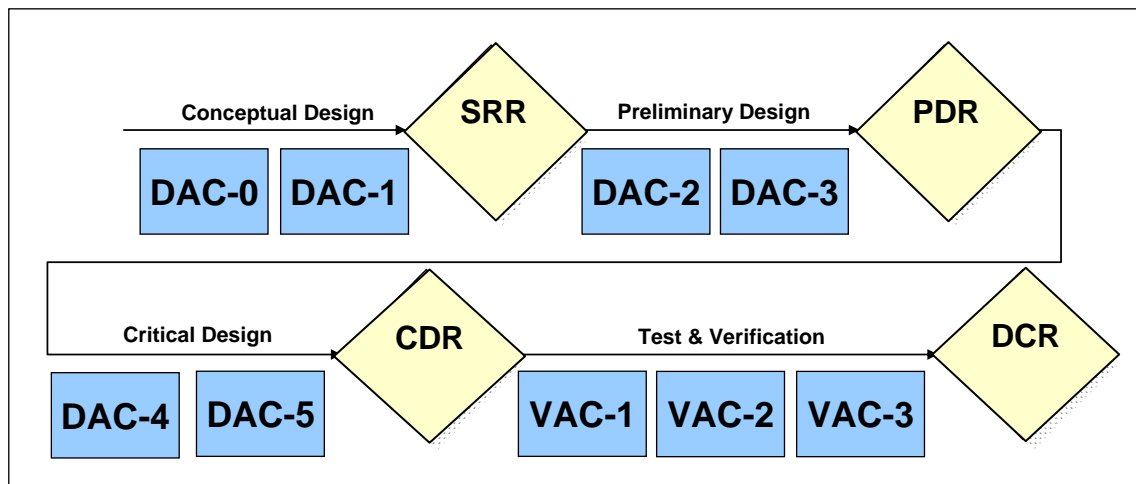 Conceptual Design
SRR
Preliminary Design
PDR
DAC-0
DAC-1
DAC-2
DAC-3
Critical Design
CDR
Test & Verification
DCR
DAC-4
DAC-5
VAC-1
VAC-2
VAC-3